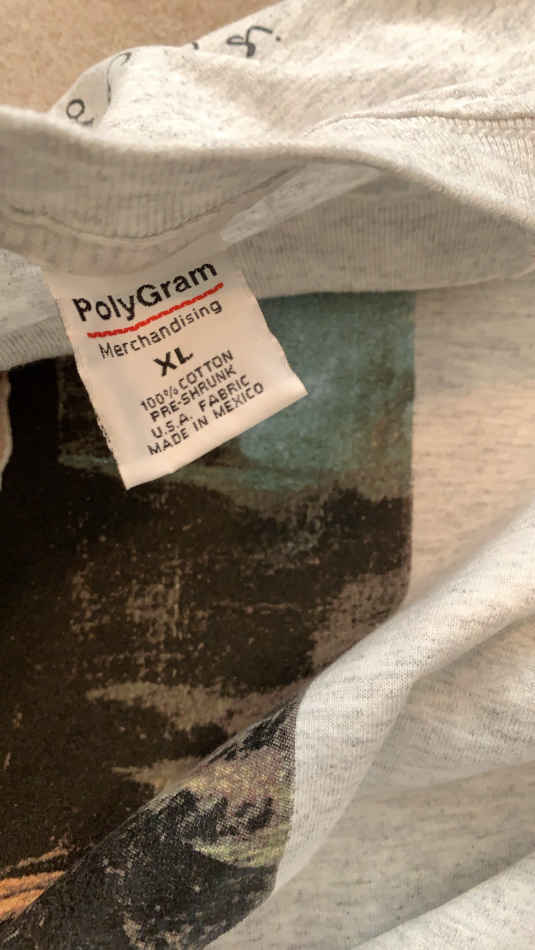 PolyGram
Merchandising
XL
100% COTTON
PRE-SHRUNK
U.S.A. FABRIC
MADE IN MEXICO